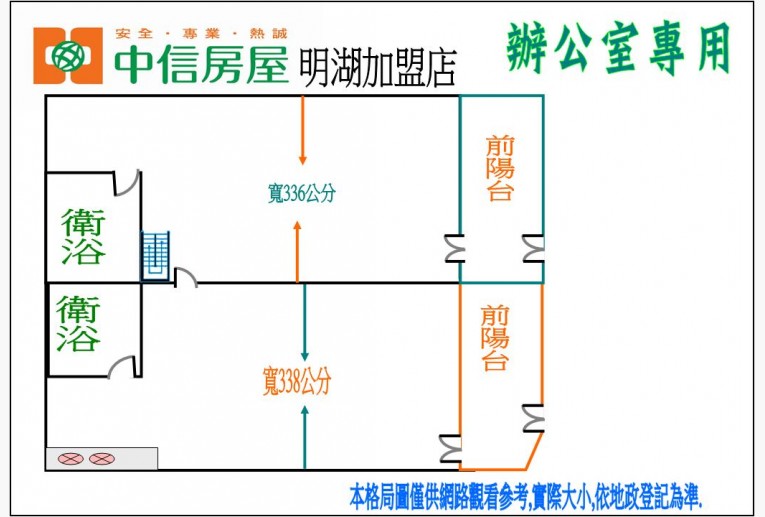 安全·專業·熱誠
中信房屋 明湖加盟店
辦公室專用
前陽台
寬336公分
衛浴
衛浴
前陽台
寬338公分
本格局圖僅供網路觀看參考,實際大小,依地政登記為準.